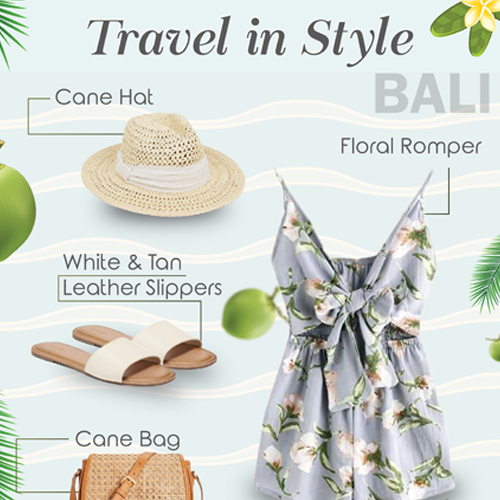 Travel in Style
BALI
Cane Hat
Floral Romper
White & Tan
Leather Slippers
Cane Bag